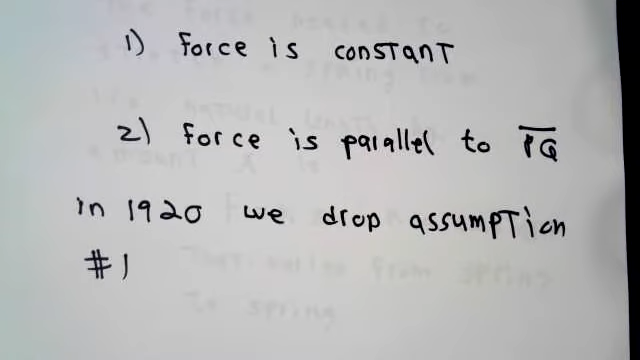 1) Force is constant
2) Force is parallel to PQ
in 1920 we drop assumption
#1